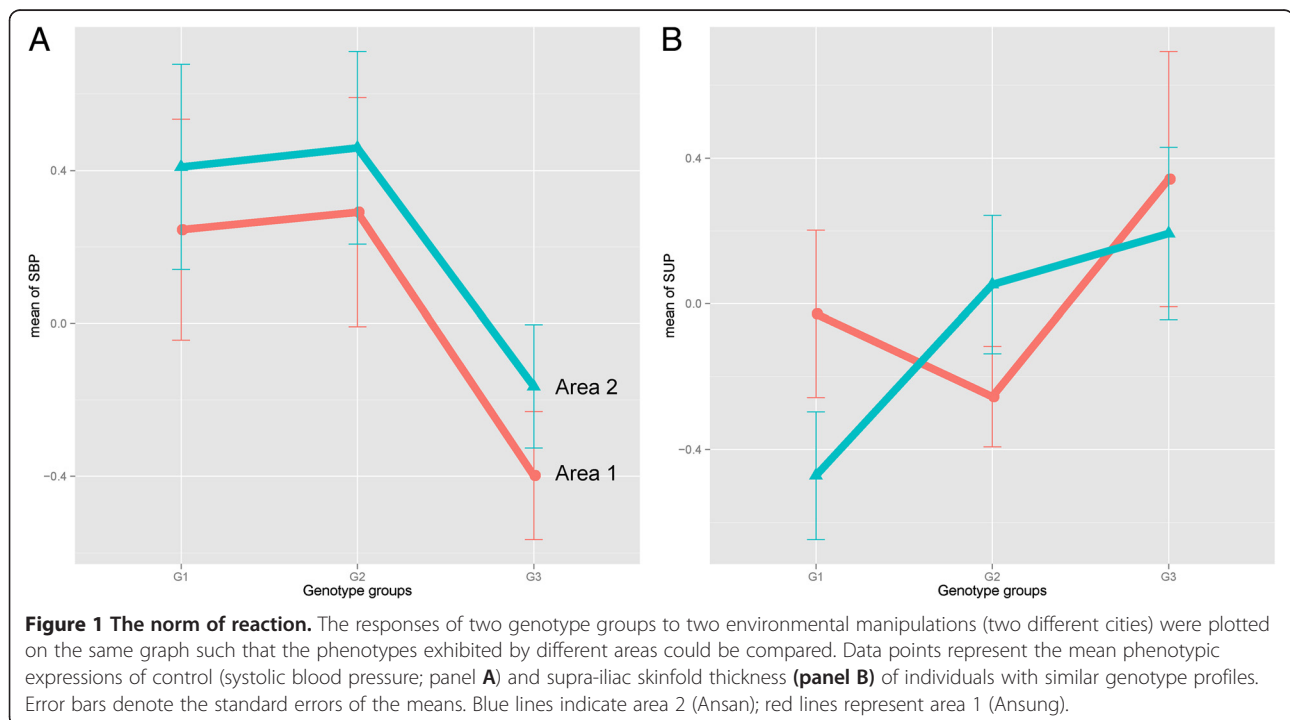 A
B
mean of SBP
0.4
0.0
−0.4
Area 2
Area 1
G1
G2
G3
Genotype groups
mean of SUP
0.4
0.0
−0.4
G1
G2
G3
Genotype groups
Figure 1 The norm of reaction. The responses of two genotype groups to two environmental manipulations (two different cities) were plotted
on the same graph such that the phenotypes exhibited by different areas could be compared. Data points represent the mean phenotypic
expressions of control (systolic blood pressure; panel A) and supra-iliac skinfold thickness (panel B) of individuals with similar genotype profiles.
Error bars denote the standard errors of the means. Blue lines indicate area 2 (Ansan); red lines represent area 1 (Ansung).